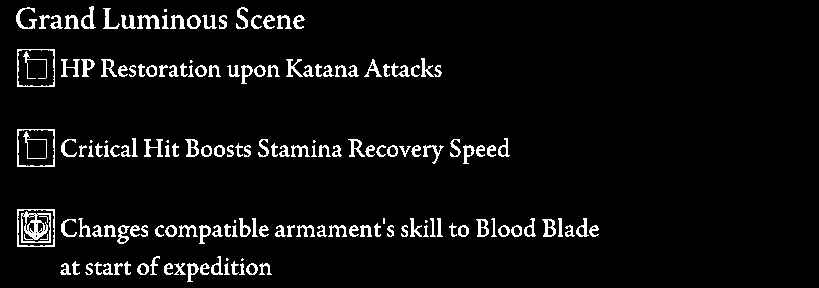 Grand Luminous Scene
HP Restoration upon Katana Attacks
Critical Hit Boosts Stamina Recovery Speed
Changes compatible armament's skill to Blood Blade
at start of expedition